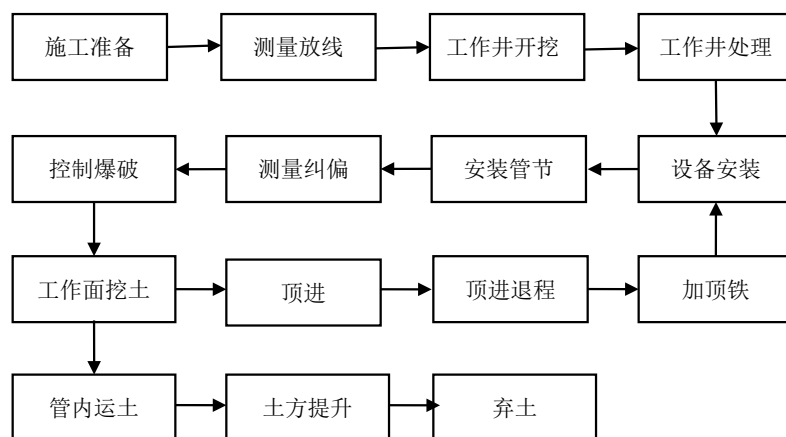 施工准备
测量放线
工作井开挖
工作井处理
控制爆破
测量纠偏
安装管节
设备安装
工作面挖土
顶进
顶进退程
加顶铁
管内运土
土方提升
弃土